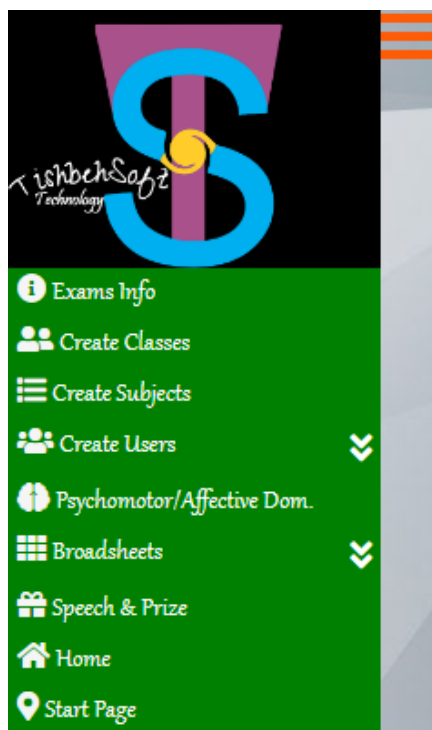 TishbehSoft
Technology
Exams Info
Create Classes
Create Subjects
Create Users
Psychomotor/Affective Dom.
Broadsheets
Speech & Prize
Home
Start Page